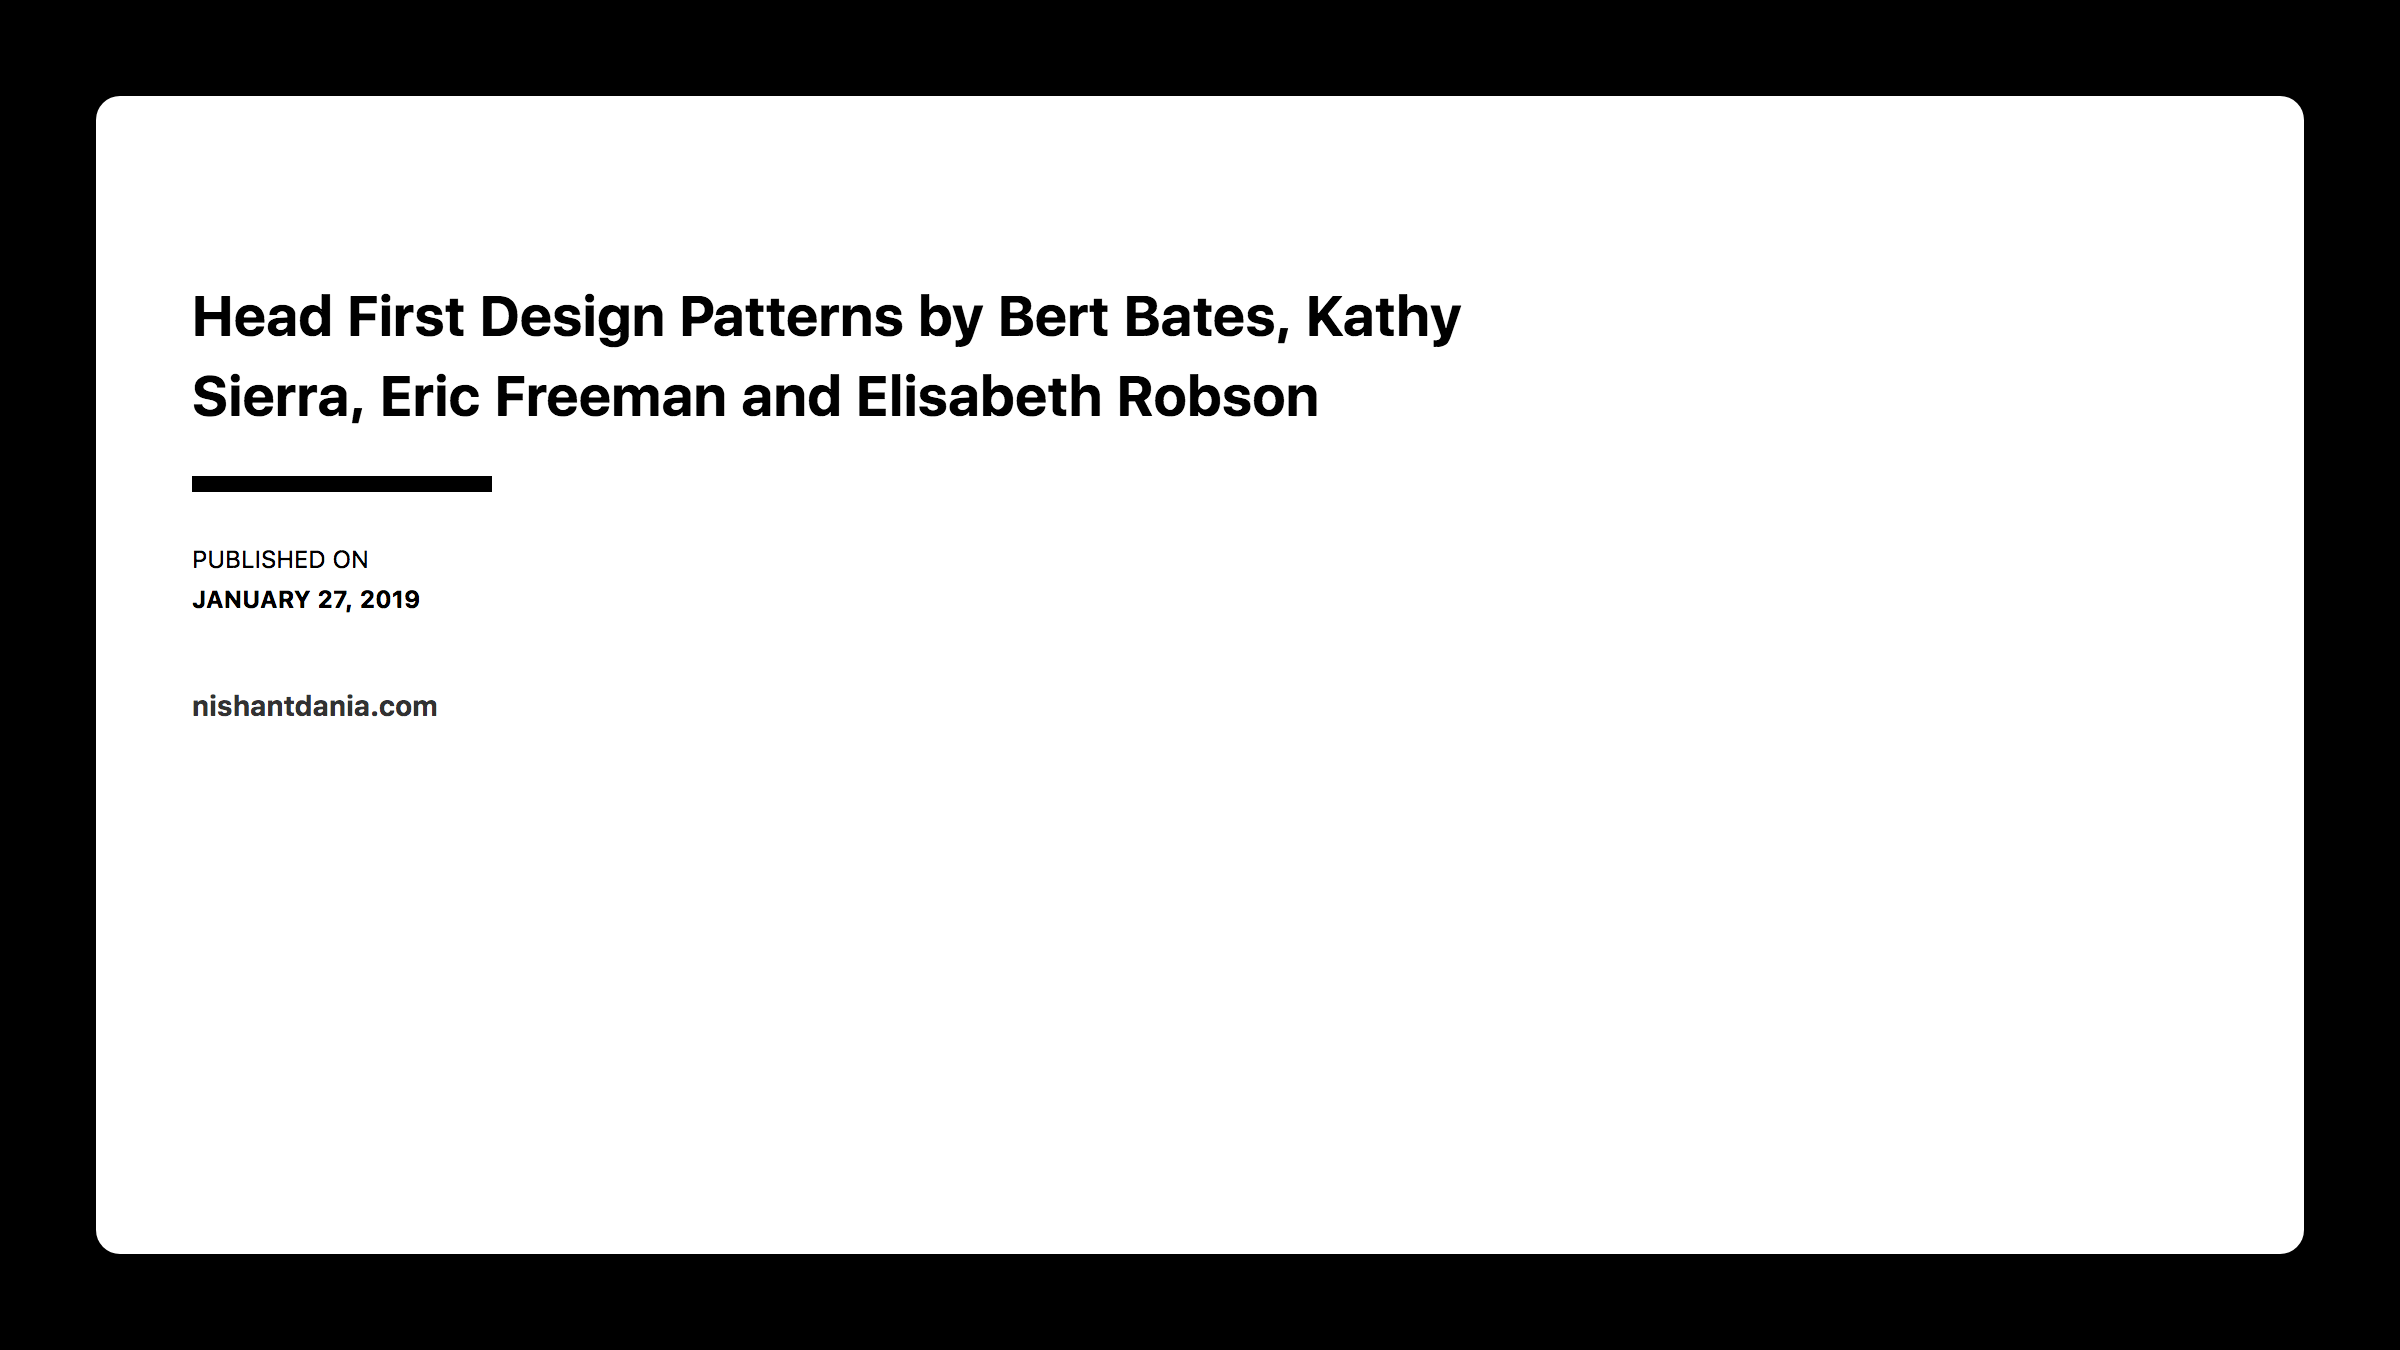 Head First Design Patterns by Bert Bates, Kathy
Sierra, Eric Freeman and Elisabeth Robson
PUBLISHED ON
JANUARY 27, 2019
nishantdania.com